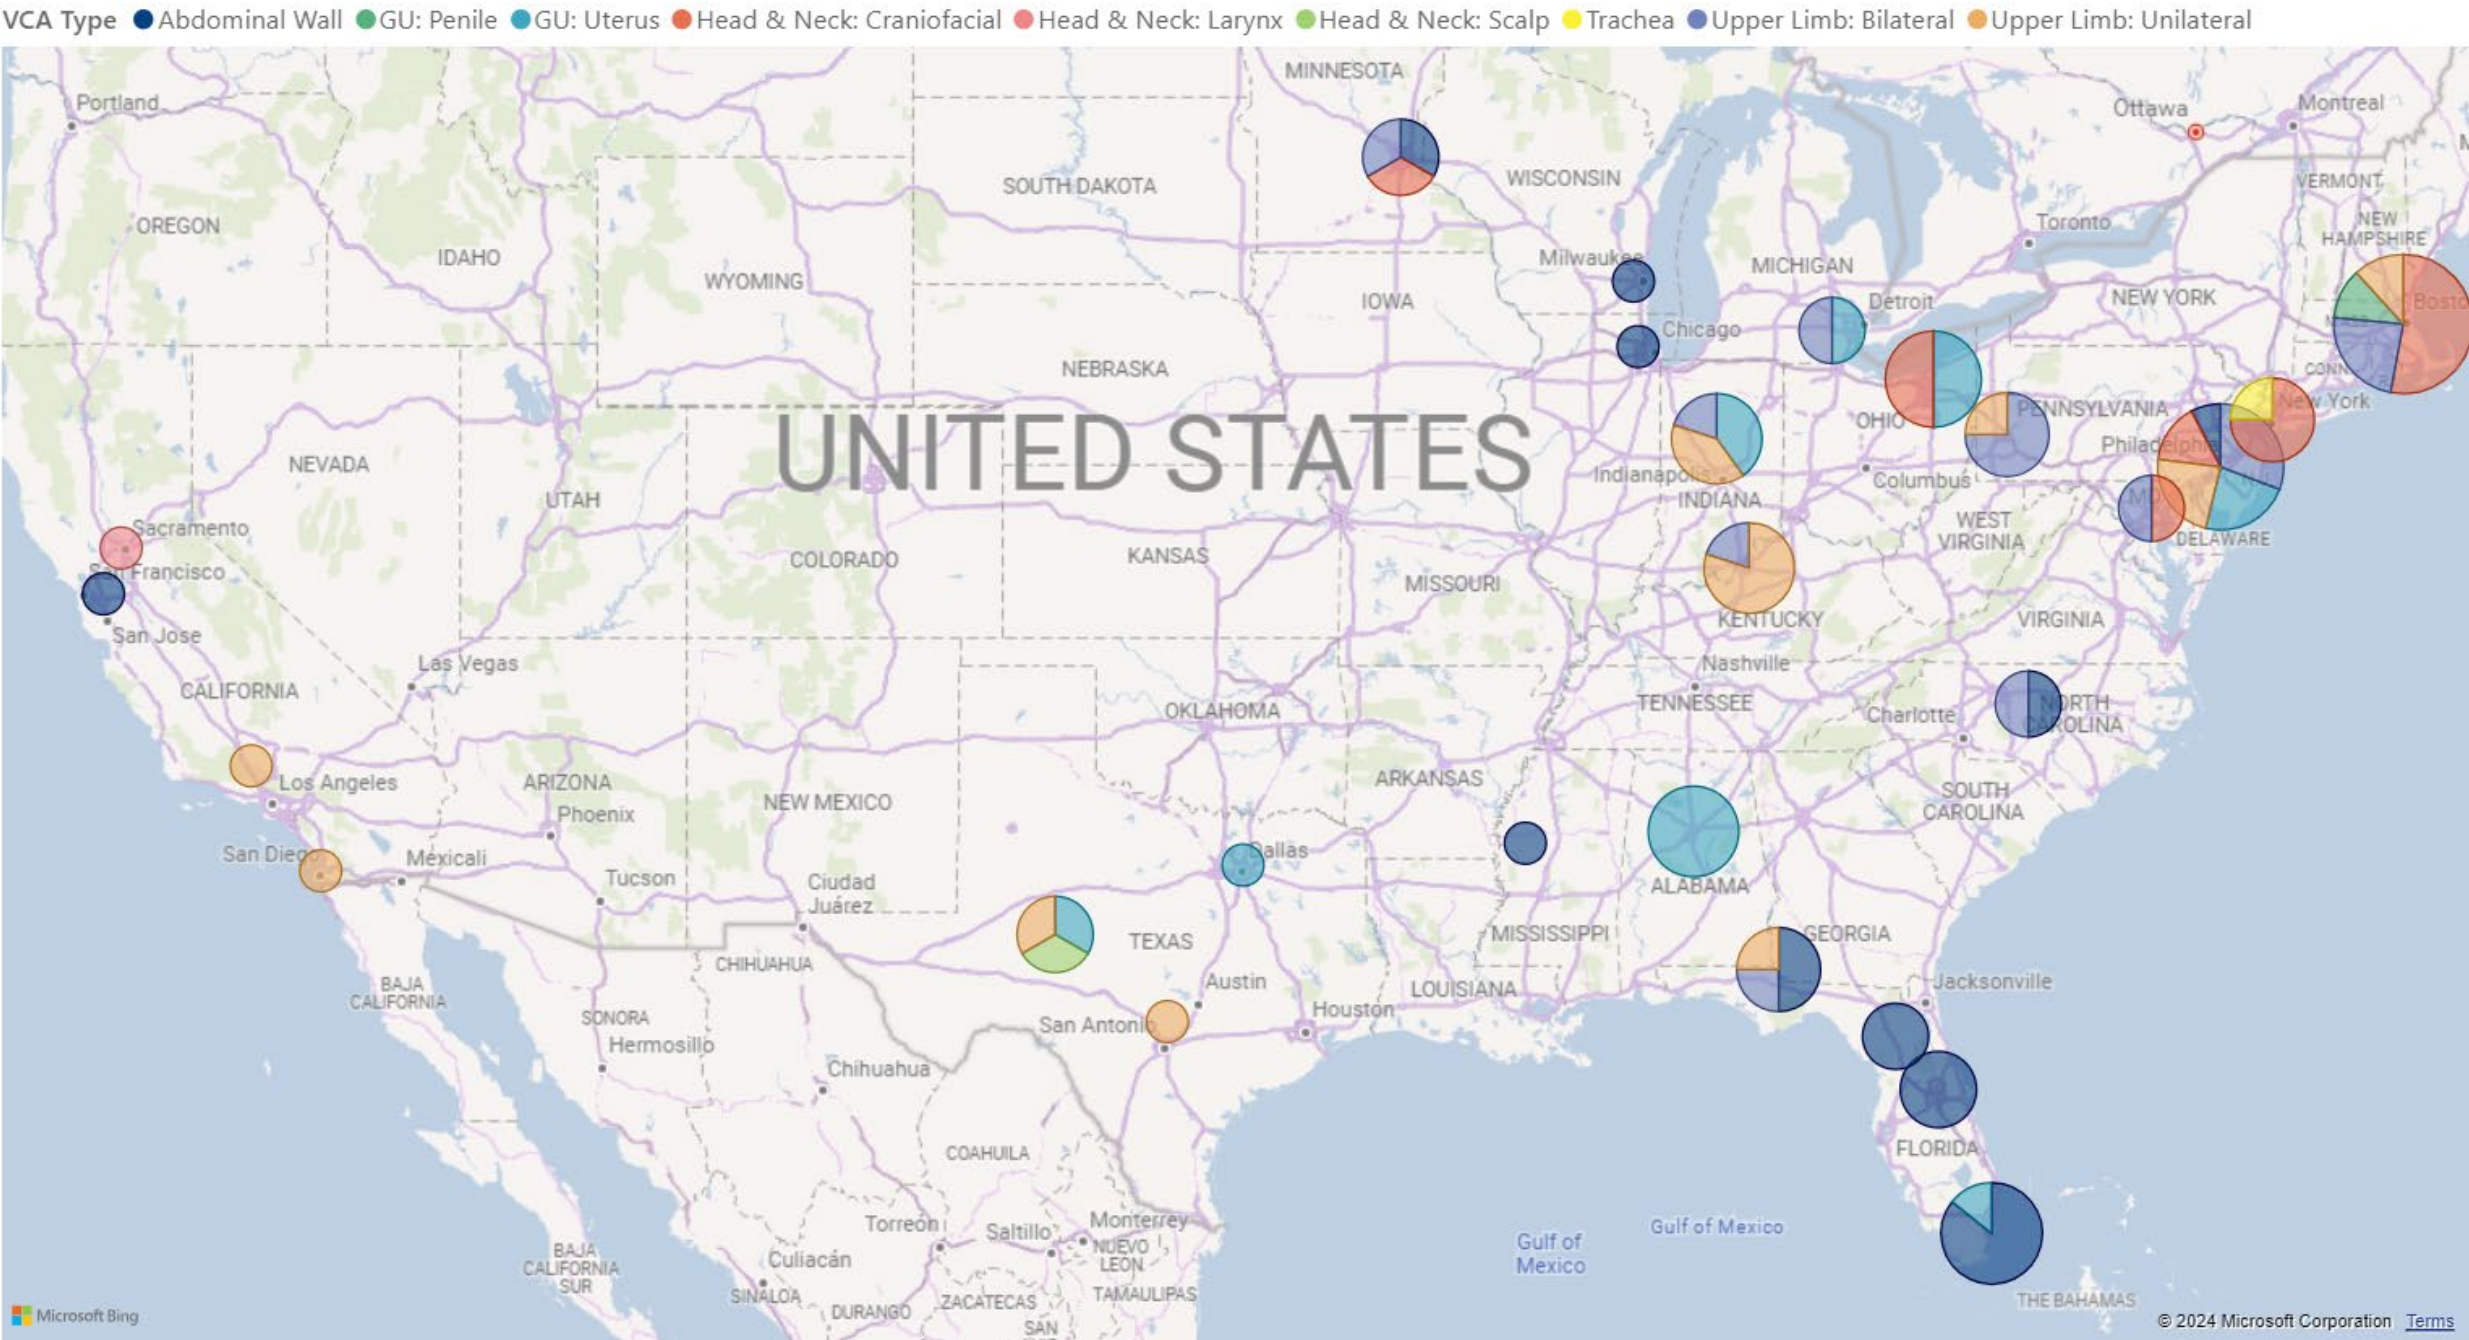 VCA Type Abdominal Wall GU: Penile GU: Uterus Head & Neck: Craniofacial Head & Neck: Larynx Head & Neck: Scalp Trachea Upper Limb: Bilateral Upper Limb: Unilateral
MINNESOTA
Portland
Ottawa
Montreal
SOUTH DAKOTA
WISCONSIN
VERMONT
OREGON
Toronto
NEW
HAMPSHIRE
IDAHO
WYOMING
Milwaukee
MICHIGAN
IOWA
Detroit
NEW YORK
Chicago
NEBRASKA
New York
UNITED STATES
OHIO
PENNSYLVANIA
Philadelphia
NEVADA
UTAH
Indianapolis
INDIANA
Columbus
Sacramento
WEST
VIRGINIA
DELAWARE
COLORADO
KANSAS
San Francisco
MISSOURI
San Jose
KENTUCKY
VIRGINIA
Las Vegas
Nashville
CALIFORNIA
TENNESSEE
OKLAHOMA
Charlotte
NORTH
CAROLINA
Los Angeles
ARIZONA
NEW MEXICO
ARKANSAS
SOUTH
CAROLINA
Phoenix
San Diego
Mexicali
Dallas
Tucson
Ciudad
Juárez
ALABAMA
TEXAS
MISSISSIPPI
GEORGIA
CHIHUAHUA
BAJA
CALIFORNIA
Austin
LOUISIANA
Jacksonville
SONORA
San Antonio
Houston
Hermosillo
Chihuahua
COAHUILA
FLORIDA
Torreón
Saltillo
Monterrey
Gulf of Mexico
Gulf of
Mexico
NUEVO
LEON
BAJA
CALIFORNIA
SUR
Culiacán
SINALOA
DURANGO
ZACATECAS
TAMAULIPAS
THE BAHAMAS
SAN
Microsoft Bing
© 2024 Microsoft Corporation Terms